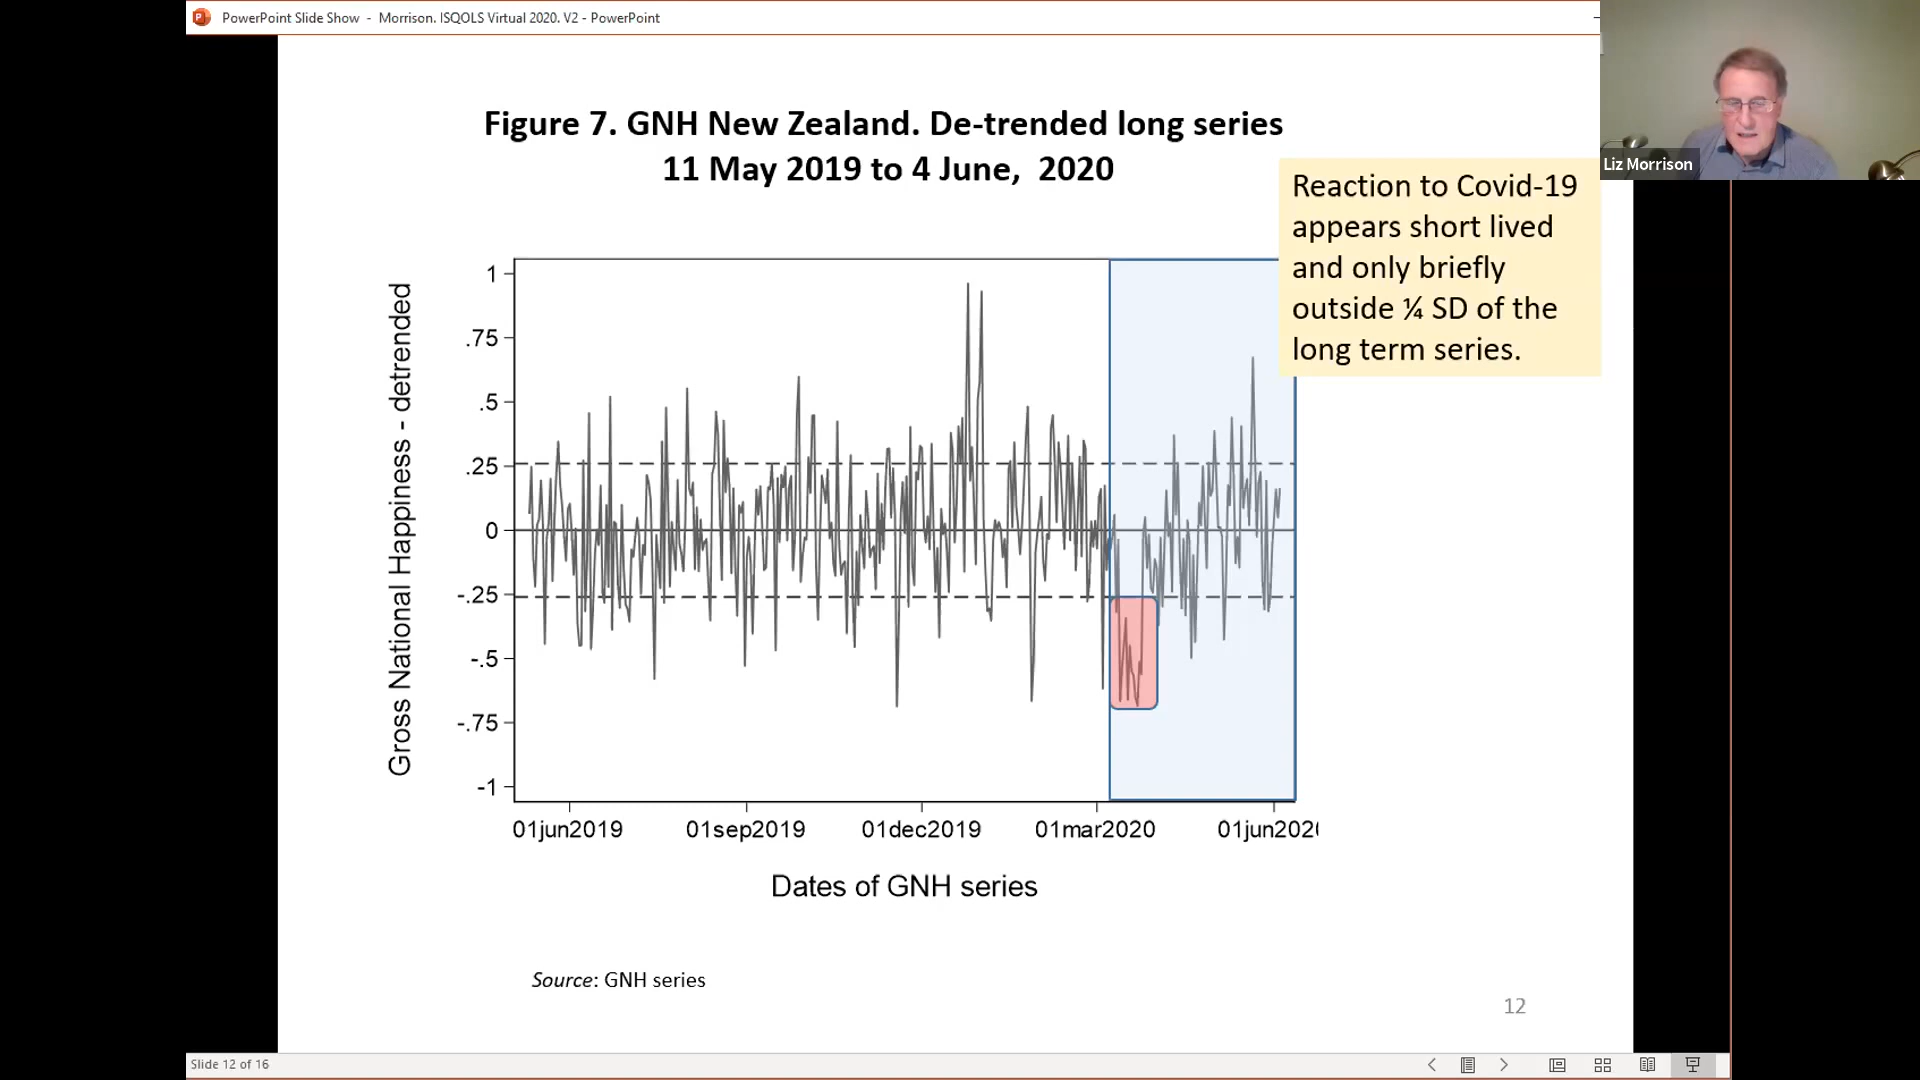 PowerPoint Slide Show - Morrison. ISQOLS Virtual 2020. V2 - PowerPoint
Figure 7. GNH New Zealand. De-trended long series
11 May 2019 to 4 June, 2020
Liz Morrison
Reaction to Covid-19
appears short lived
and only briefly
outside ¼ SD of the
long term series.
Gross National Happiness - detrended
1
.75
.5
.25
0
-.25
-.5
-.75
-1
01jun2019 01sep2019 01dec2019 01mar2020 01jun202
Dates of GNH series
Source: GNH series
12
Slide 12 of 16